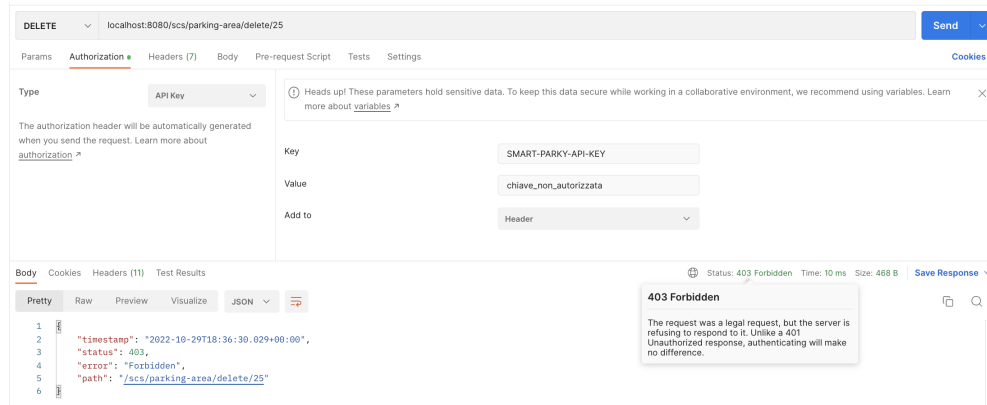 DELETE localhost:8080/scs/parking-area/delete/25 Send
Params Authorization Headers (7) Body Pre-request Script Tests Settings Cookies
Type API Key
The authorization header will be automatically generated
when you send the request. Learn more about
authorization ↗
Heads up! These parameters hold sensitive data. To keep this data secure while working in a collaborative environment, we recommend using variables. Learn
more about variables ↗
Key SMART-PARKY-API-KEY
Value chiave_non_autorizzata
Add to Header
Body Cookies Headers (11) Test Results Status: 403 Forbidden Time: 10 ms Size: 468 B Save Response
Pretty Raw Preview Visualize JSON
403 Forbidden
The request was a legal request, but the server is
refusing to respond to it. Unlike a 401
Unauthorized response, authenticating will make
no difference.
1 {
2 "timestamp": "2022-10-29T18:36:30.029+00:00",
3 "status": 403,
4 "error": "Forbidden",
5 "path": "/scs/parking-area/delete/25"
6 }